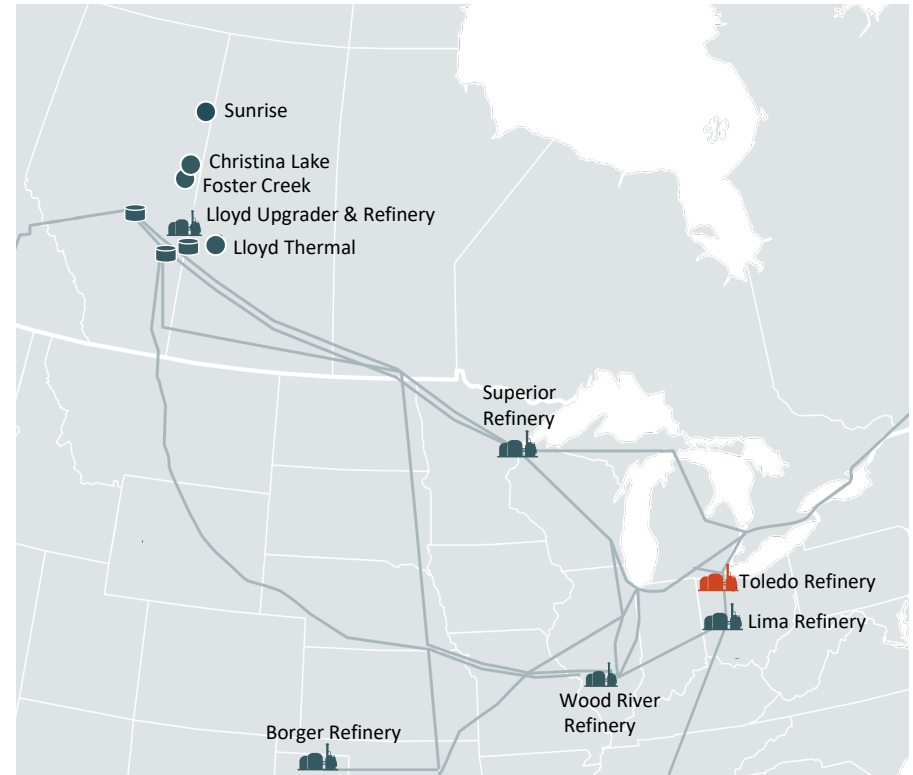 Sunrise
Christina Lake
Foster Creek
Lloyd Upgrader & Refinery
Lloyd Thermal
Superior
Refinery
Toledo Refinery
Lima Refinery
Wood River
Refinery
Borger Refinery